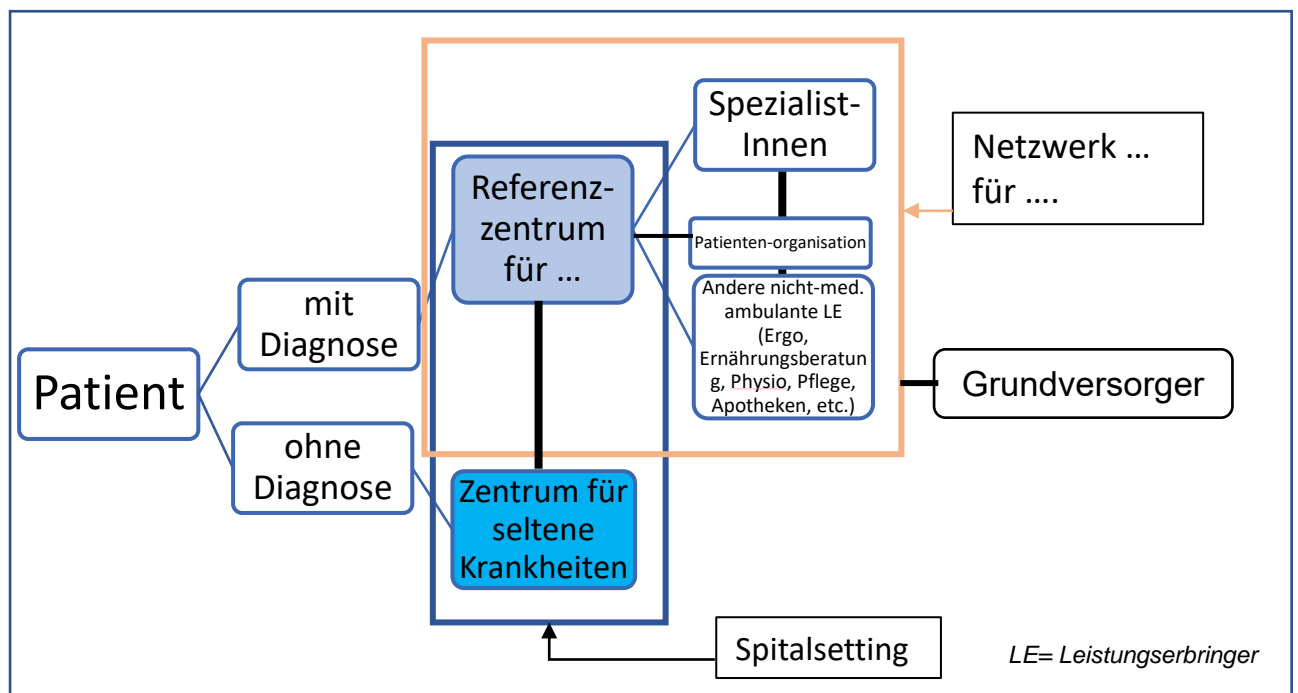 Patient
mit
Diagnose
ohne
Diagnose
Referenz-
zentrum
für ...
Zentrum für
seltene
Krankheiten
Spezialist-
Innen
Patienten-organisation
Andere nicht-med.
ambulante LE
(Ergo,
Ernährungsberatun
g, Physio, Pflege,
Apotheken, etc.)
Netzwerk ...
für ....
Grundversorger
Spitalsetting
LE= Leistungserbringer